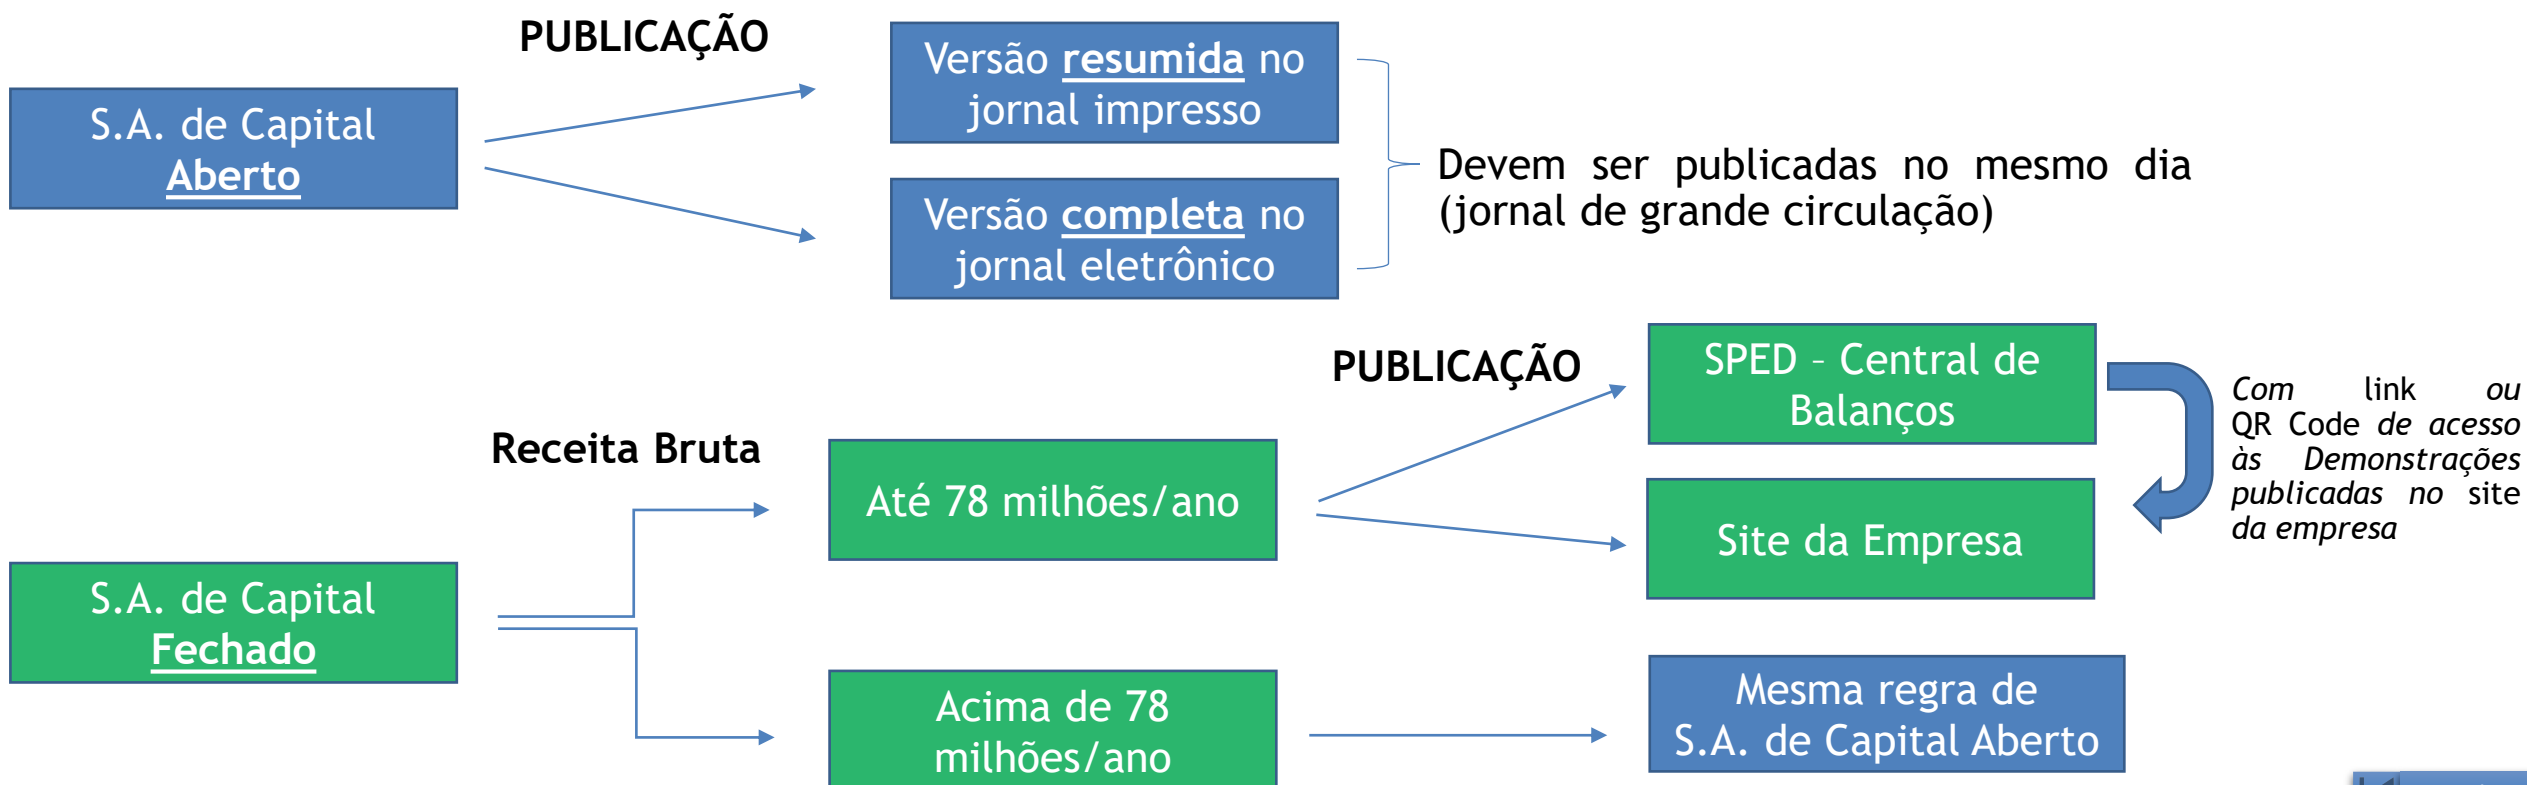 PUBLICAÇÃO
S.A. de Capital
Aberto
Versão resumida no
jornal impresso
Versão completa no
jornal eletrônico
Devem ser publicadas no mesmo dia
(jornal de grande circulação)
PUBLICAÇÃO
SPED – Central de
Balanços
Com link ou
QR Code de acesso
às Demonstrações
publicadas no site
da empresa
Receita Bruta
Até 78 milhões/ano
Site da Empresa
S.A. de Capital
Fechado
Acima de 78
milhões/ano
Mesma regra de
S.A. de Capital Aberto